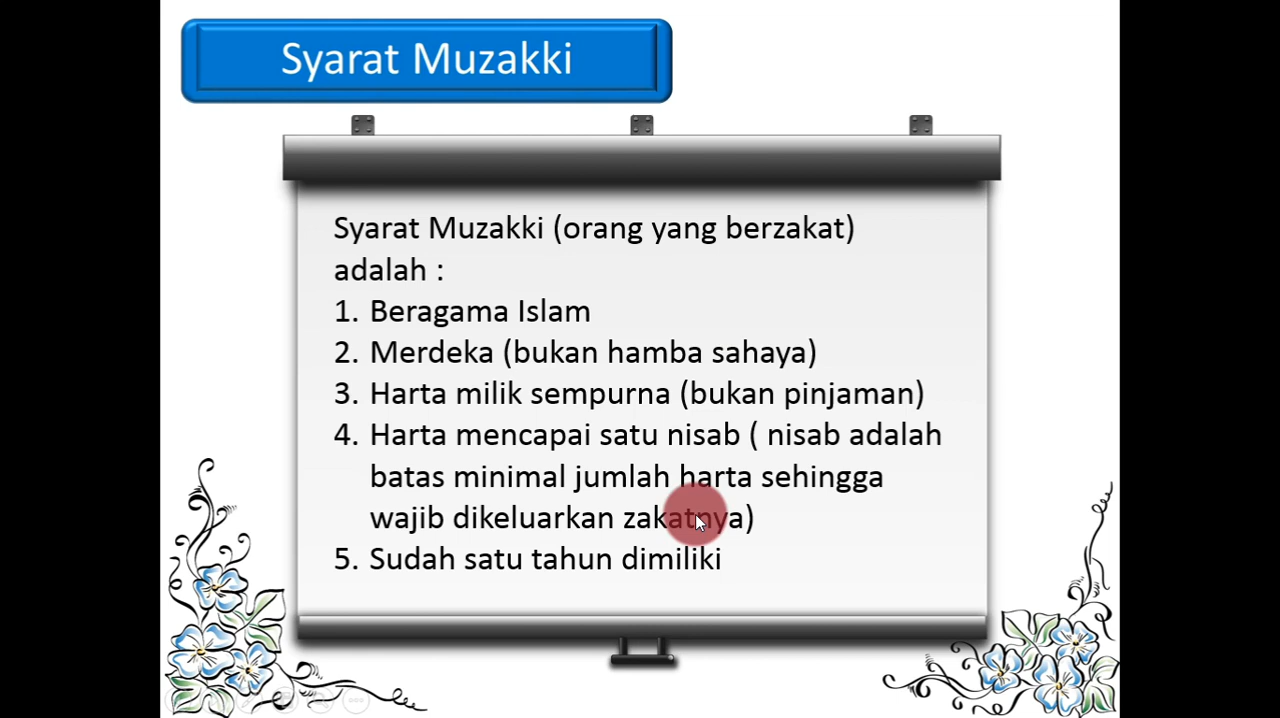 Syarat Muzakki
Syarat Muzakki (orang yang berzakat)
adalah :
1. Beragama Islam
2. Merdeka (bukan hamba sahaya)
3. Harta milik sempurna (bukan pinjaman)
4. Harta mencapai satu nisab ( nisab adalah
batas minimal jumlah harta sehingga
wajib dikeluarkan zakatnya)
5. Sudah satu tahun dimiliki